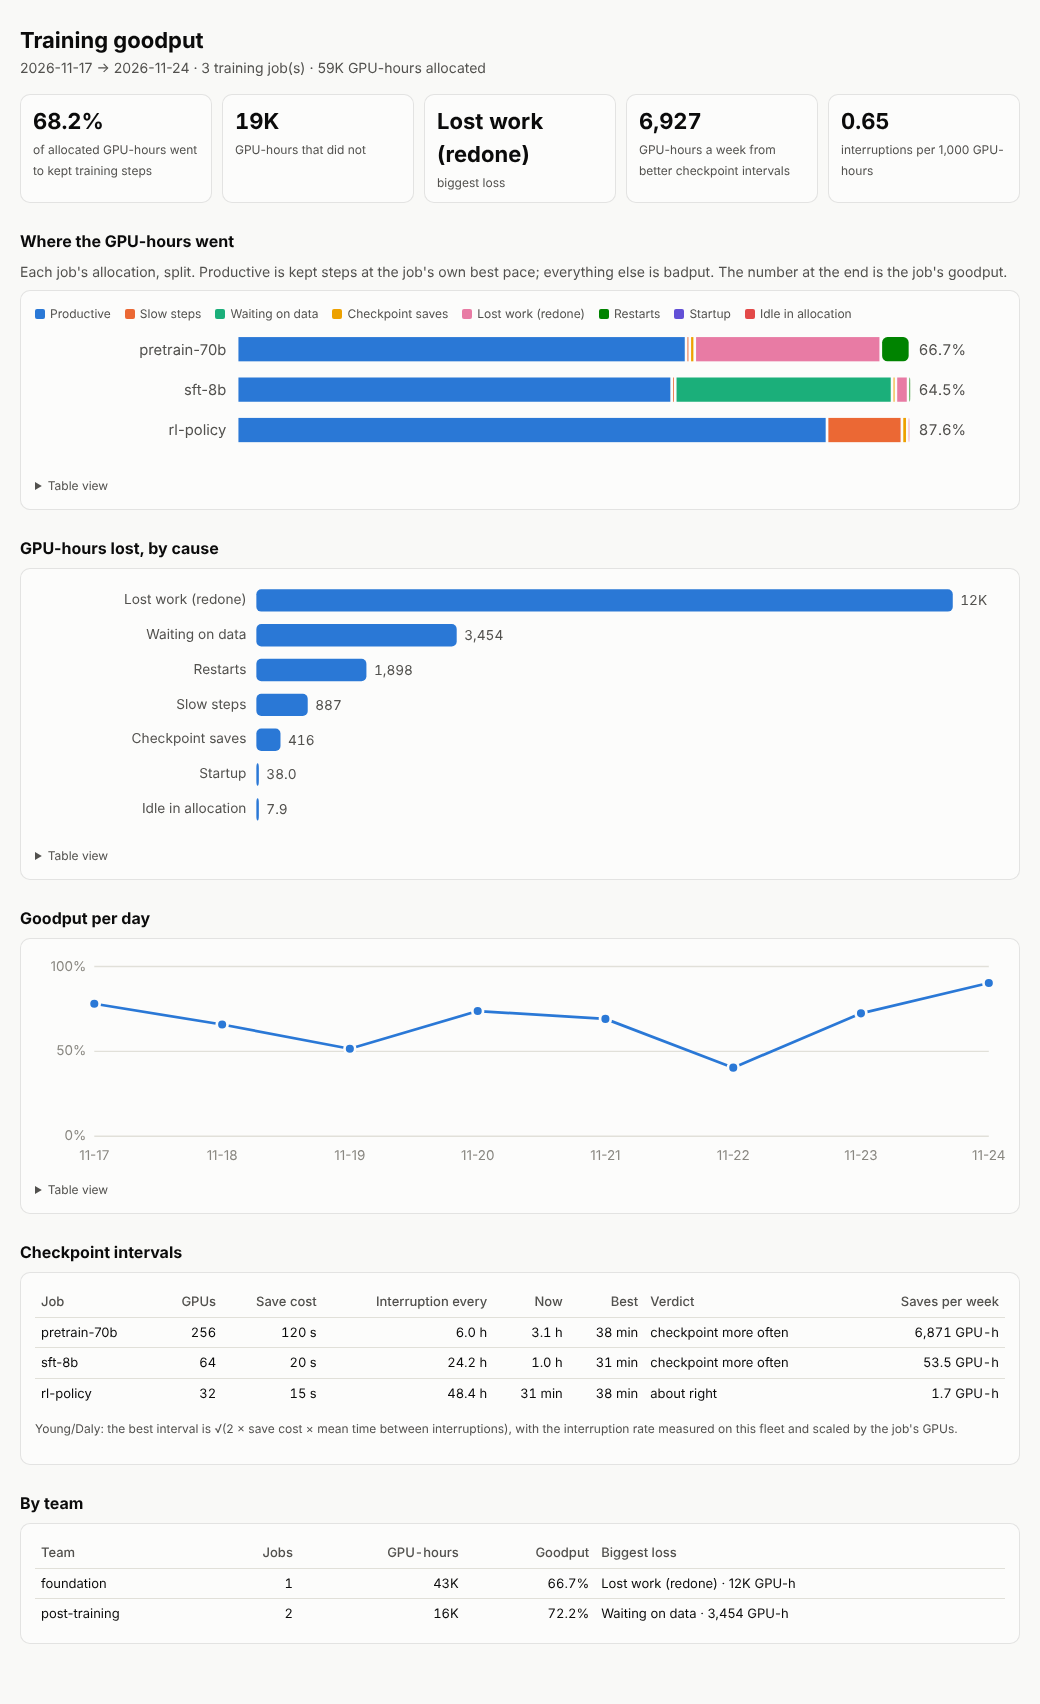 Training goodput
2026-11-17 → 2026-11-24 · 3 training job(s) · 59K GPU-hours allocated
68.2%
of allocated GPU-hours went
to kept training steps
19K
GPU-hours that did not
Lost work
(redone)
biggest loss
6,927
GPU-hours a week from
better checkpoint intervals
0.65
interruptions per 1,000 GPU-
hours
Where the GPU-hours went
Each job's allocation, split. Productive is kept steps at the job's own best pace; everything else is badput. The number at the end is the job's goodput.
Productive Slow steps Waiting on data Checkpoint saves Lost work (redone) Restarts Startup Idle in allocation
pretrain-70b 66.7%
sft-8b 64.5%
rl-policy 87.6%
Table view
GPU-hours lost, by cause
Lost work (redone) 12K
Waiting on data 3,454
Restarts 1,898
Slow steps 887
Checkpoint saves 416
Startup 38.0
Idle in allocation 7.9
Table view
Goodput per day
100%
50%
0%
11-17 11-18 11-19 11-20 11-21 11-22 11-23 11-24
Table view
Checkpoint intervals
Job GPUs Save cost Interruption every Now Best Verdict Saves per week
pretrain-70b 256 120 s 6.0 h 3.1 h 38 min checkpoint more often 6,871 GPU-h
sft-8b 64 20 s 24.2 h 1.0 h 31 min checkpoint more often 53.5 GPU-h
rl-policy 32 15 s 48.4 h 31 min 38 min about right 1.7 GPU-h
Young/Daly: the best interval is √(2 × save cost × mean time between interruptions), with the interruption rate measured on this fleet and scaled by the job's GPUs.
By team
Team Jobs GPU-hours Goodput Biggest loss
foundation 1 43K 66.7% Lost work (redone) · 12K GPU-h
post-training 2 16K 72.2% Waiting on data · 3,454 GPU-h